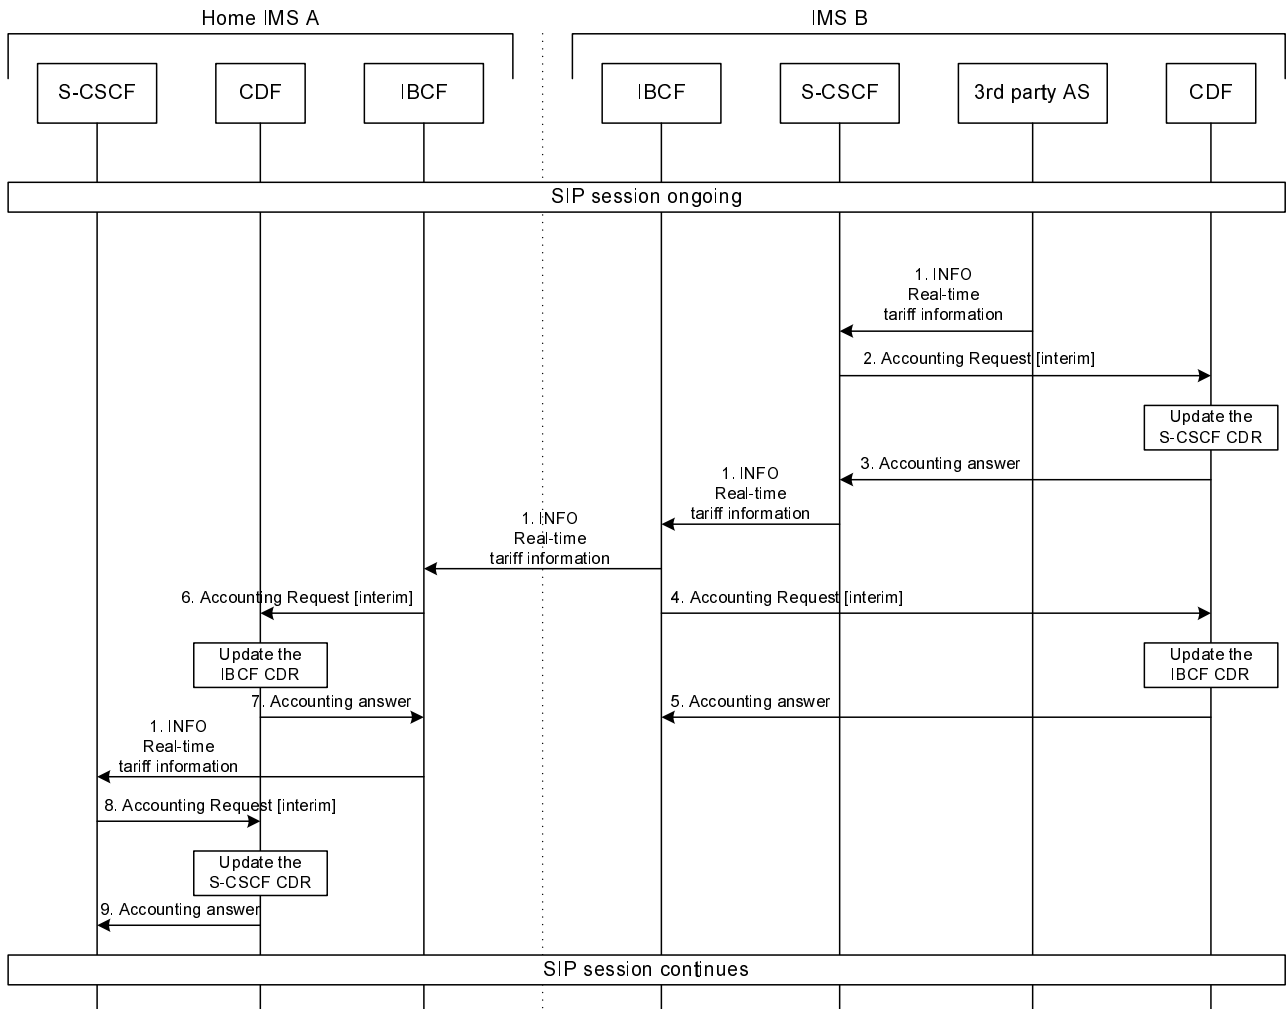 Home IMS A
IMS B
S-CSCF
CDF
IBCF
IBCF
S-CSCF
3rd party AS
CDF
SIP session ongoing
1. INFO
Real-time
tariff information
2. Accounting Request [interim]
Update the
S-CSCF CDR
3. Accounting answer
1. INFO
Real-time
tariff information
1. INFO
Real-time
tariff information
6. Accounting Request [interim]
4. Accounting Request [interim]
Update the
IBCF CDR
Update the
IBCF CDR
7. Accounting answer
5. Accounting answer
1. INFO
Real-time
tariff information
8. Accounting Request [interim]
Update the
S-CSCF CDR
9. Accounting answer
SIP session continues